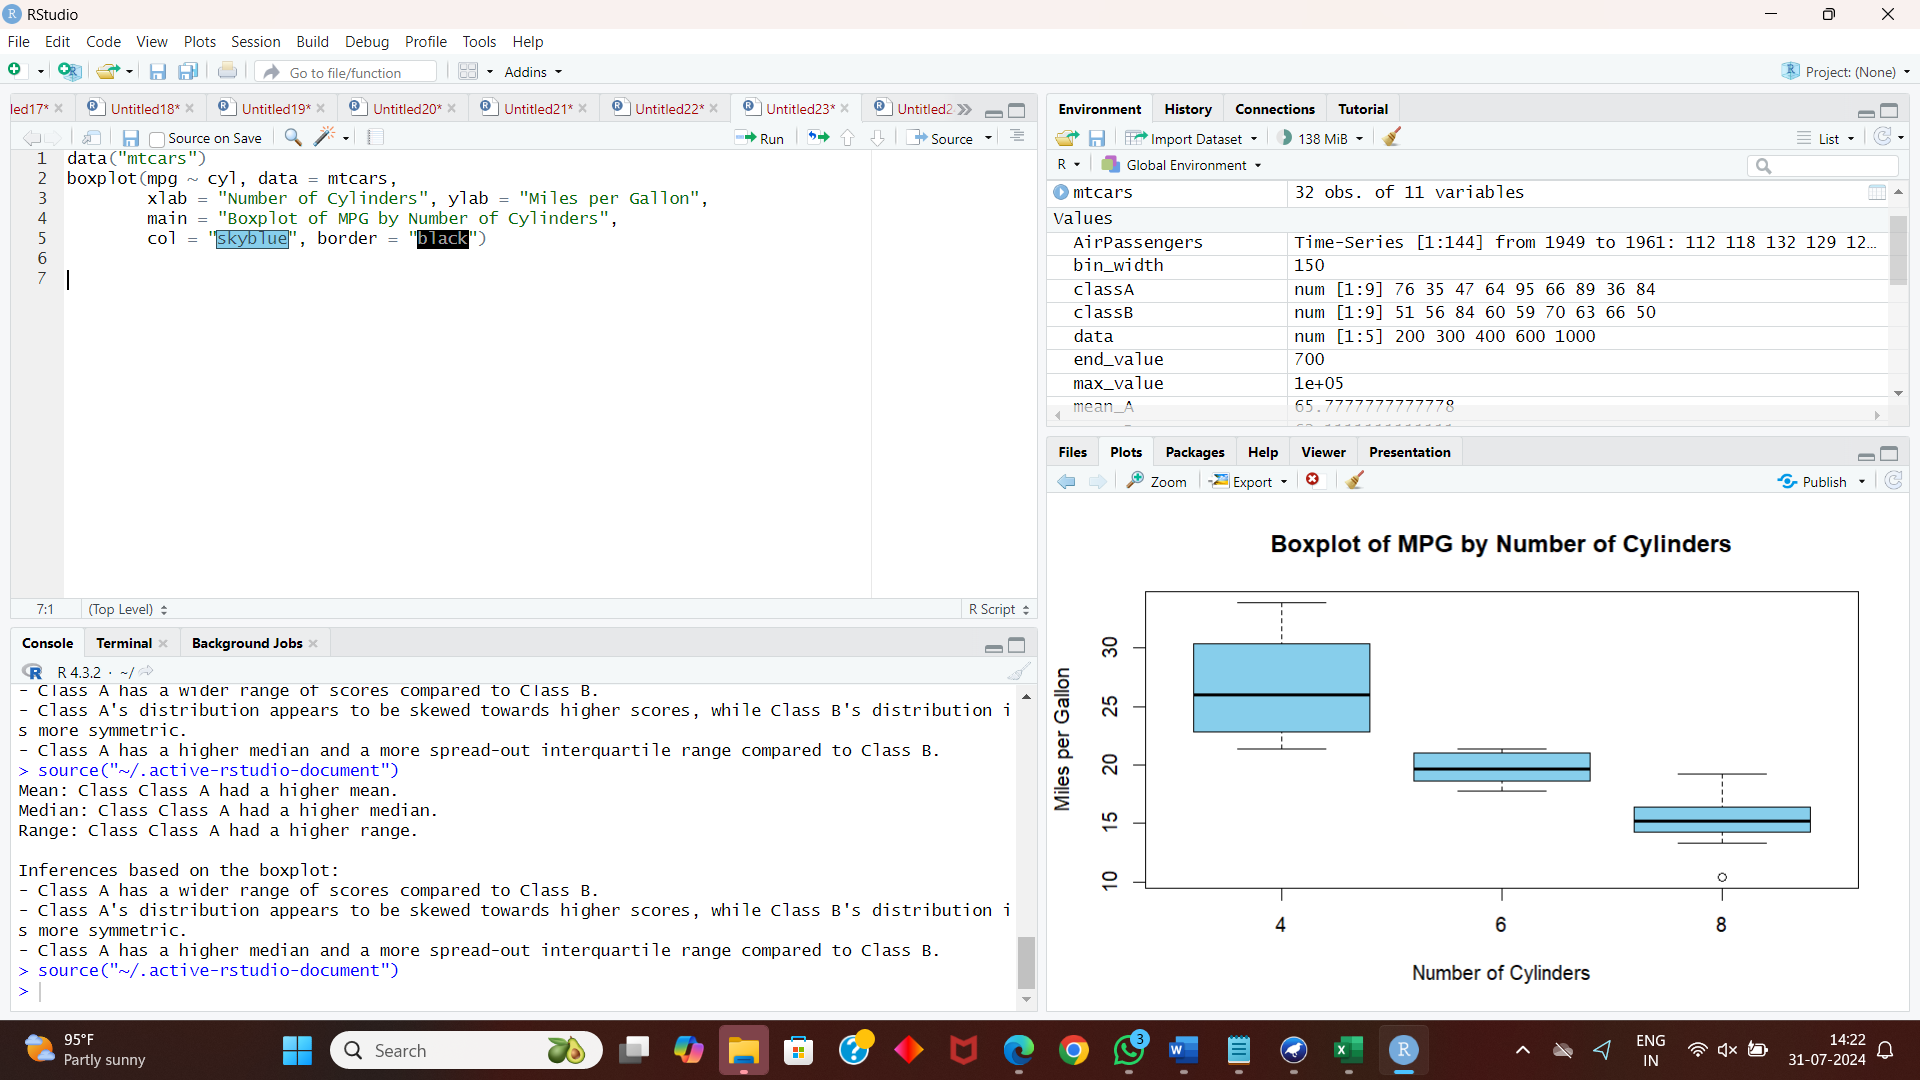 RStudio
File Edit Code View Plots Session Build Debug Profile Tools Help
Go to file/function Addins Project: (None)
led17* Untitled18* Untitled19* Untitled20* Untitled21* Untitled22* Untitled23* Untitled2
Source on Save Run Source
1 data("mtcars")
2 boxplot(mpg ~ cyl, data = mtcars,
3 xlab = "Number of Cylinders", ylab = "Miles per Gallon",
4 main = "Boxplot of MPG by Number of Cylinders",
5 col = "skyblue", border = "black")
6
7
7:1 (Top Level) R Script
Console Terminal Background Jobs
R 4.3.2 · ~/
- Class A has a wider range of scores compared to Class B.
- Class A's distribution appears to be skewed towards higher scores, while Class B's distribution i
s more symmetric.
- Class A has a higher median and a more spread-out interquartile range compared to Class B.
> source("~/.active-rstudio-document")
Mean: Class Class A had a higher mean.
Median: Class Class A had a higher median.
Range: Class Class A had a higher range.
Inferences based on the boxplot:
- Class A has a wider range of scores compared to Class B.
- Class A's distribution appears to be skewed towards higher scores, while Class B's distribution i
s more symmetric.
- Class A has a higher median and a more spread-out interquartile range compared to Class B.
> source("~/.active-rstudio-document")
>
Environment History Connections Tutorial
Import Dataset 138 MiB List
R Global Environment
mtcars 32 obs. of 11 variables
Values
AirPassengers Time-Series [1:144] from 1949 to 1961: 112 118 132 129 12…
bin_width 150
classA num [1:9] 76 35 47 64 95 66 89 36 84
classB num [1:9] 51 56 84 60 59 70 63 66 50
data num [1:5] 200 300 400 600 1000
end_value 700
max_value 1e+05
mean_A 65.7777777777778
Files Plots Packages Help Viewer Presentation
Zoom Export Publish
Boxplot of MPG by Number of Cylinders
Miles per Gallon
30
25
20
15
10
4 6 8
Number of Cylinders
95°F
Partly sunny
Search
3
ENG
IN
14:22
31-07-2024